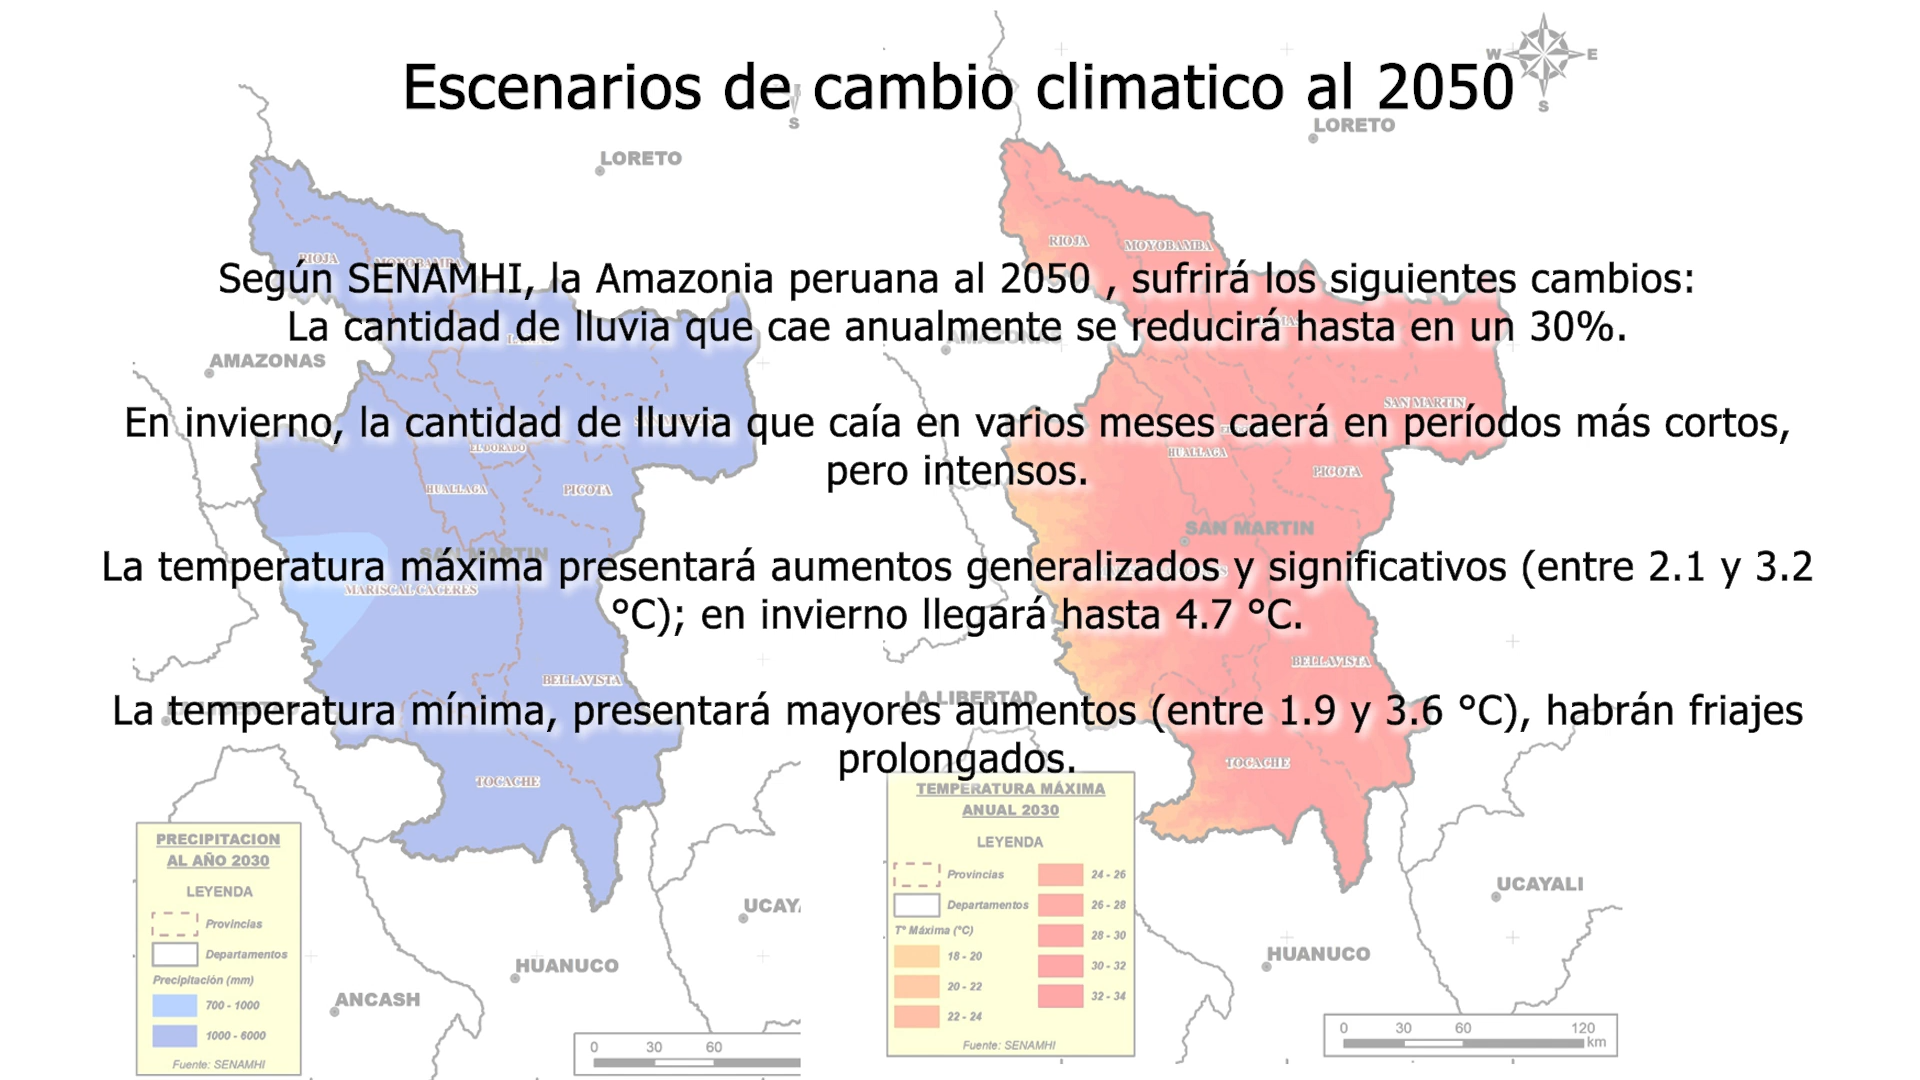 Escenarios de cambio climatico al 2050
Según SENAMHI, la Amazonia peruana al 2050 , sufrirá los siguientes cambios:
La cantidad de lluvia que cae anualmente se reducirá hasta en un 30%.
En invierno, la cantidad de lluvia que caía en varios meses caerá en períodos más cortos,
pero intensos.
La temperatura máxima presentará aumentos generalizados y significativos (entre 2.1 y 3.2
°C); en invierno llegará hasta 4.7 °C.
La temperatura mínima, presentará mayores aumentos (entre 1.9 y 3.6 °C), habrán friajes
prolongados.
S
LORETO
RIOJA
MOYOBAMBA
AMAZONAS
EL DORADO
HUALLAGA
PICOTA
SAN MARTIN
MARISCAL CACERES
BELLAVISTA
TOCACHE
UCAYA
HUANUCO
ANCASH
PRECIPITACION
AL AÑO 2030
LEYENDA
Provincias
Departamentos
Precipitación (mm)
700 - 1000
1000 - 6000
Fuente: SENAMHI
0 30 60
W E
S
LORETO
RIOJA
MOYOBAMBA
AMAZONAS
SAN MARTIN
HUALLAGA
PICOTA
SAN MARTIN
BELLAVISTA
LA LIBERTAD
TOCACHE
UCAYALI
HUANUCO
TEMPERATURA MÁXIMA
ANUAL 2030
LEYENDA
Provincias
Departamentos
T° Máxima (°C)
18 - 20
20 - 22
22 - 24
24 - 26
26 - 28
28 - 30
30 - 32
32 - 34
Fuente: SENAMHI
0 30 60 120
km